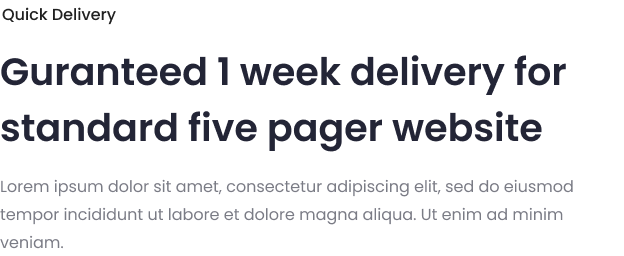 Quick Delivery
Guranteed 1 week delivery for
standard five pager website
Lorem ipsum dolor sit amet, consectetur adipiscing elit, sed do eiusmod
tempor incididunt ut labore et dolore magna aliqua. Ut enim ad minim
veniam.